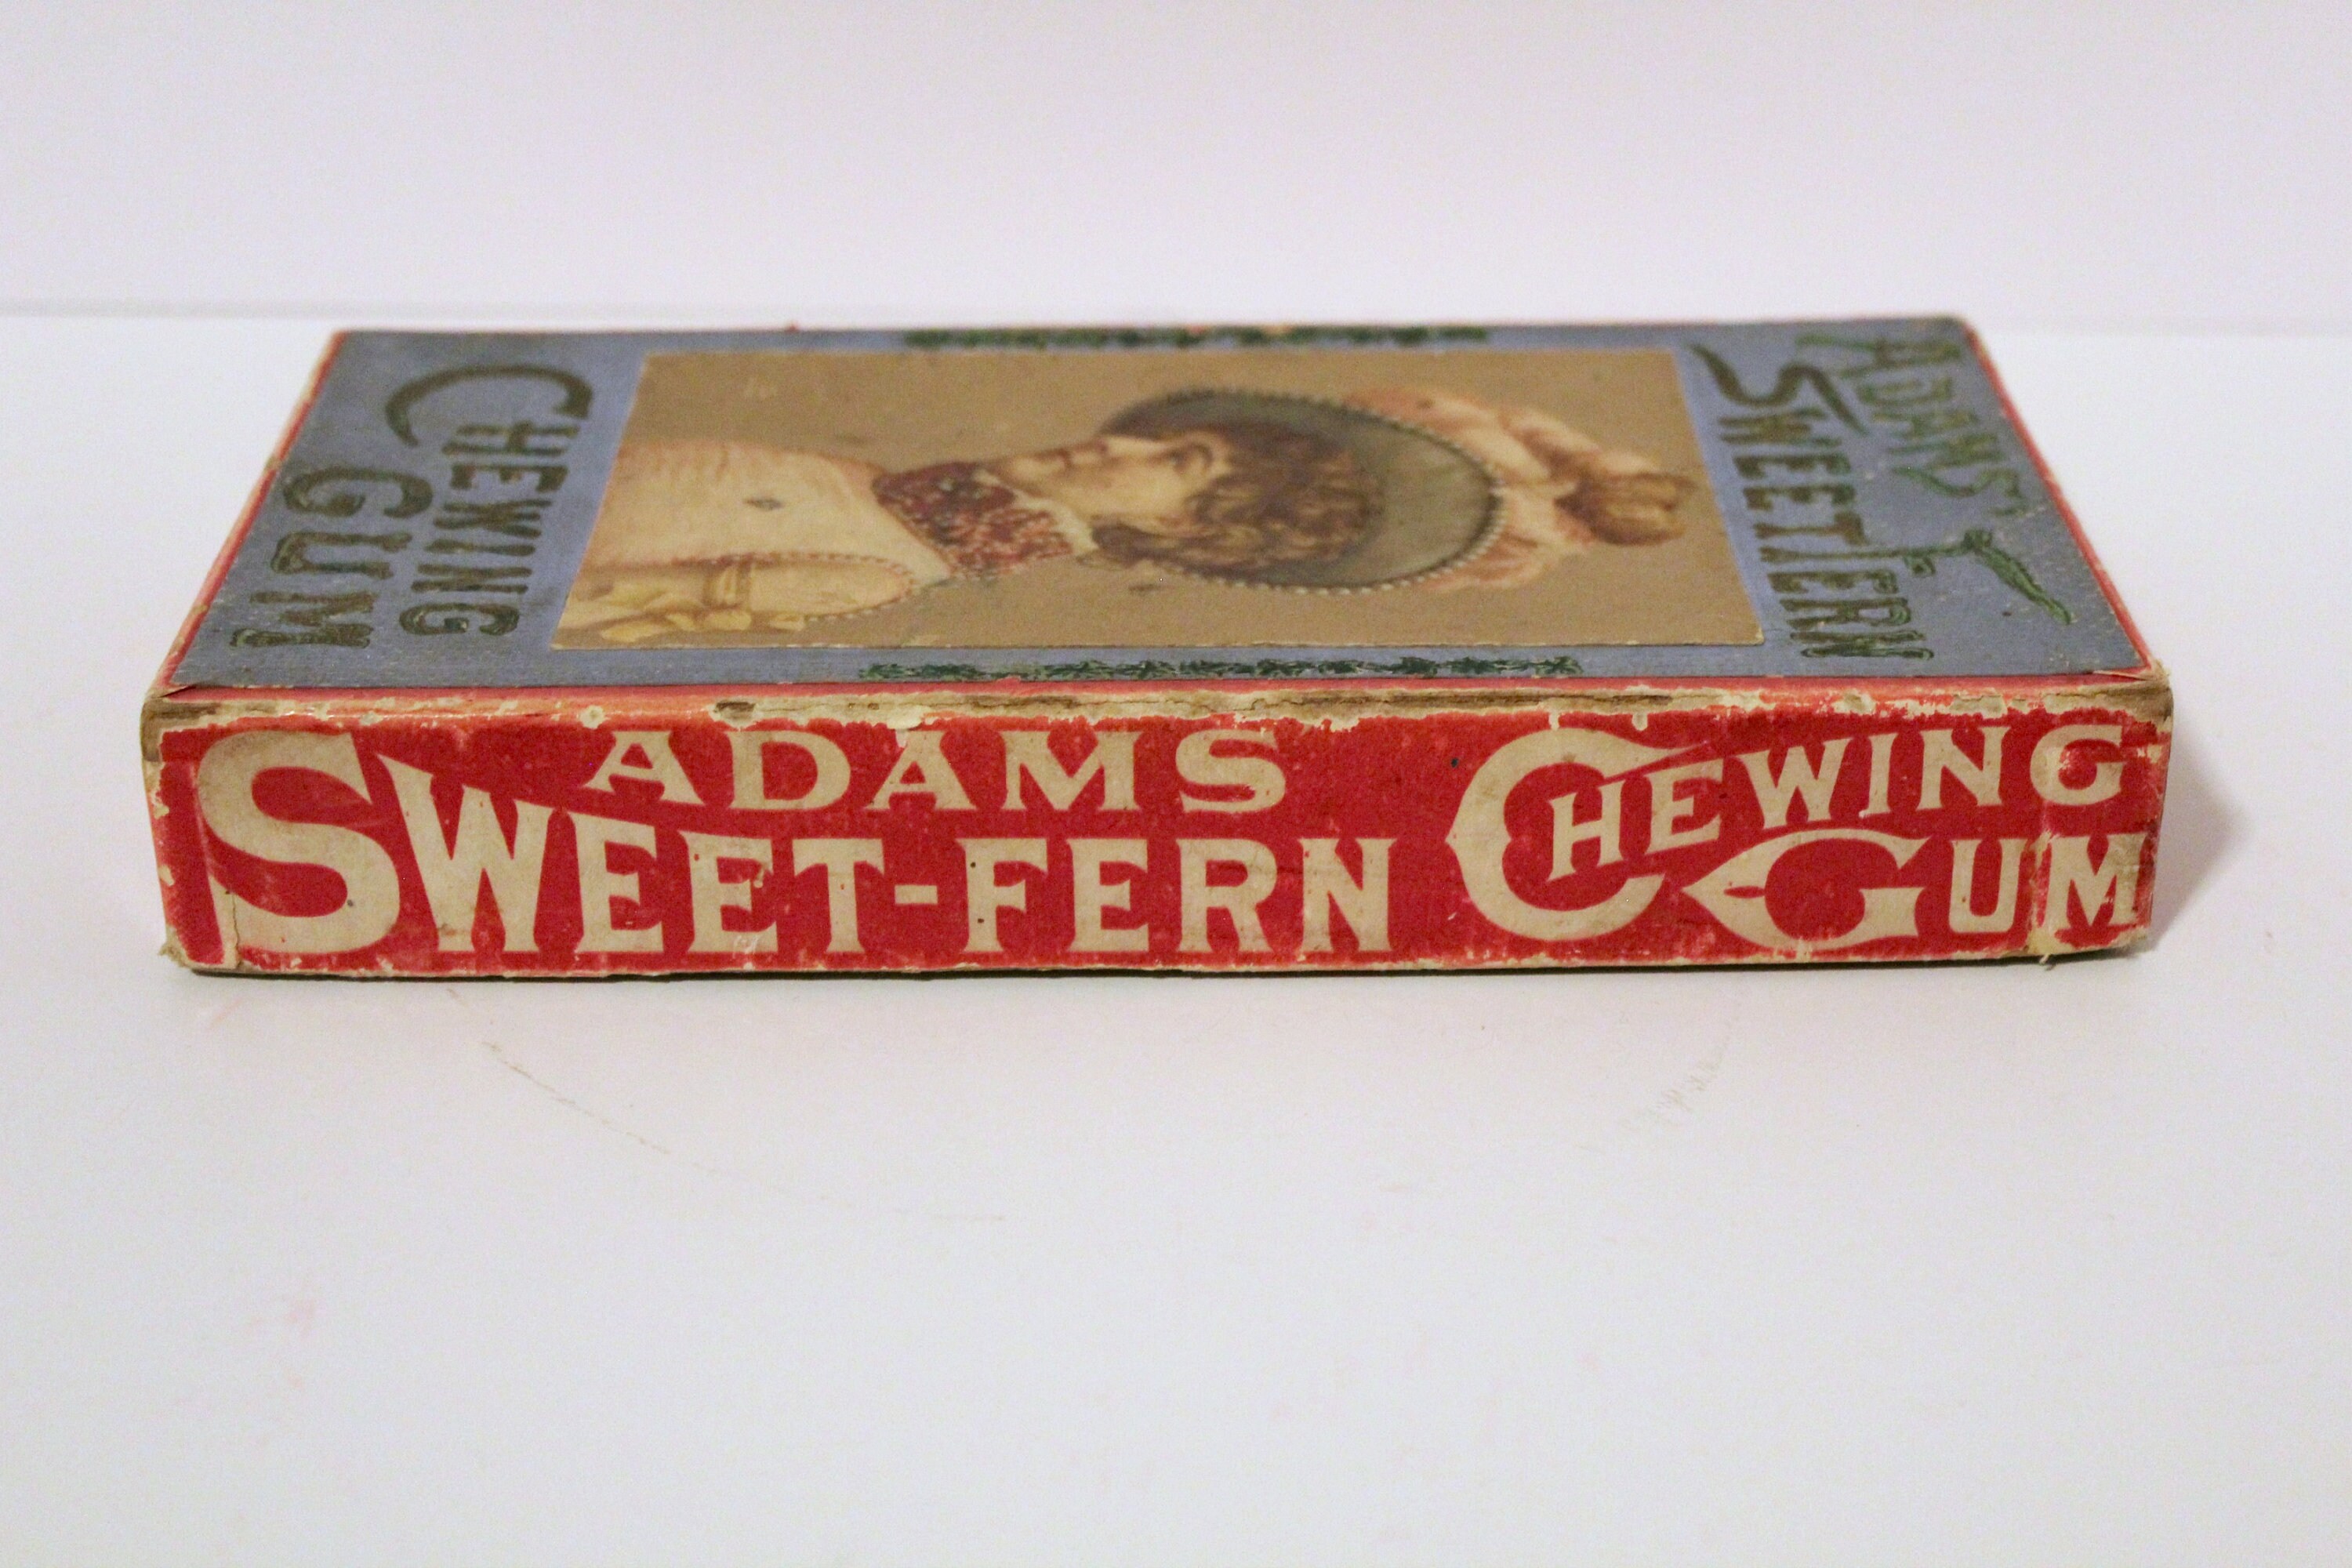 ADAMS'
SWEET FERN
CHEWING
GUM
ADAMS
SWEET-FERN
CHEWING
GUM